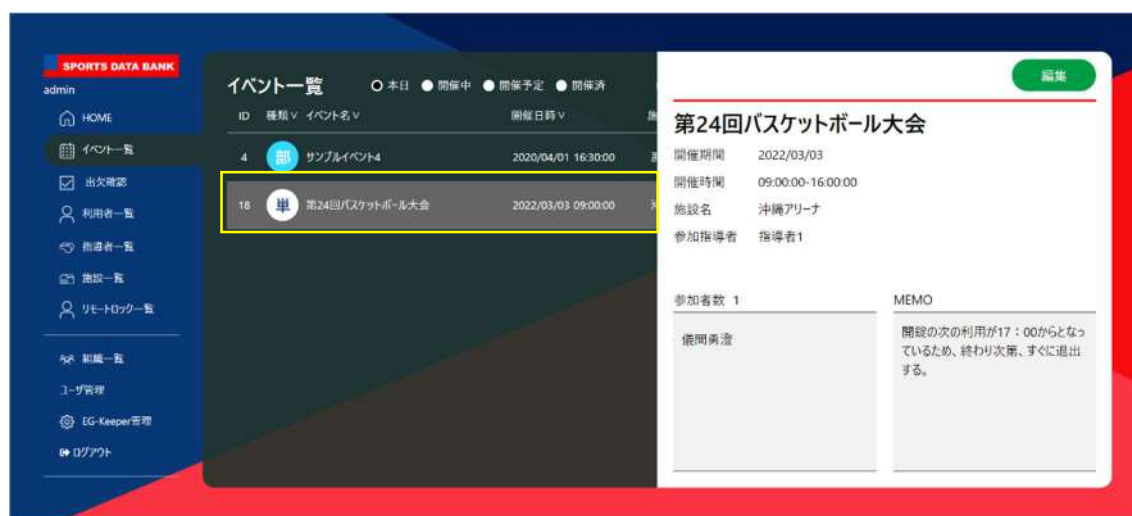 SPORTS DATA BANK
admin
HOME
イベント一覧
出欠確認
利用者一覧
指導者一覧
施設一覧
リモートロック一覧
組織一覧
ユーザ管理
EG-Keeper管理
ログアウト
イベント一覧 本日 開催中 開催予定 開催済
ID 種類∨ イベント名∨ 開催日時∨ 施
4 部 サンプルイベント4 2020/04/01 16:30:00
18 単 第24回バスケットボール大会 2022/03/03 09:00:00
編集
第24回バスケットボール大会
開催期間 2022/03/03
開催時間 09:00:00-16:00:00
施設名 沖縄アリーナ
参加指導者 指導者1
参加者数 1
儀間勇澄
MEMO
開錠の次の利用が17：00からとなっ
ているため、終わり次第、すぐに退出
する。